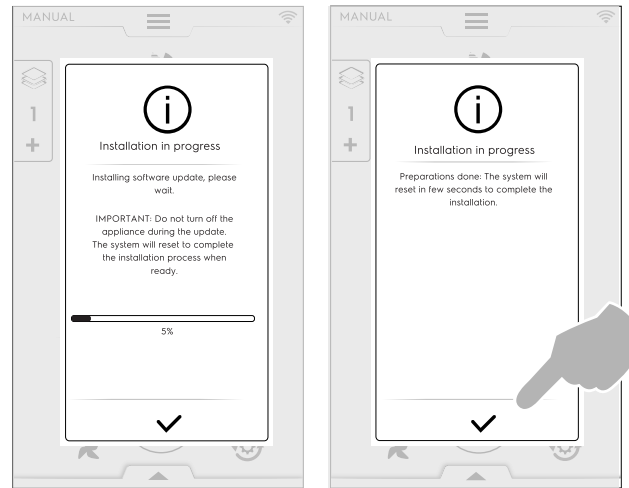 MANUAL
1
+
Installation in progress
Installing software update, please
wait.
IMPORTANT: Do not turn off the
appliance during the update.
The system will reset to complete
the installation process when
ready.
5%
MANUAL
1
+
Installation in progress
Preparations done: The system will
reset in few seconds to complete the
installation.